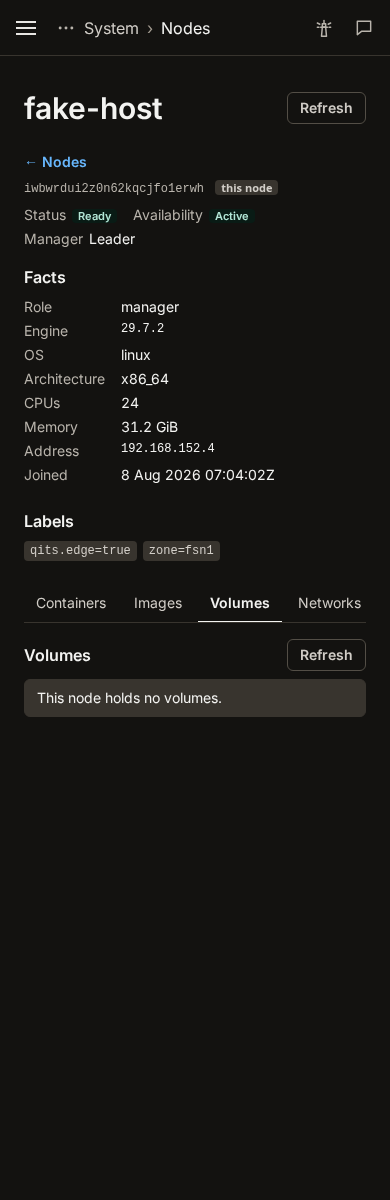 System › Nodes
fake-host
Refresh
← Nodes
iwbwrdui2z0n62kqcjfo1erwh this node
Status Ready Availability Active
Manager Leader
Facts
Role manager
Engine 29.7.2
OS linux
Architecture x86_64
CPUs 24
Memory 31.2 GiB
Address 192.168.152.4
Joined 8 Aug 2026 07:04:02Z
Labels
qits.edge=true zone=fsn1
Containers Images Volumes Networks
Volumes Refresh
This node holds no volumes.